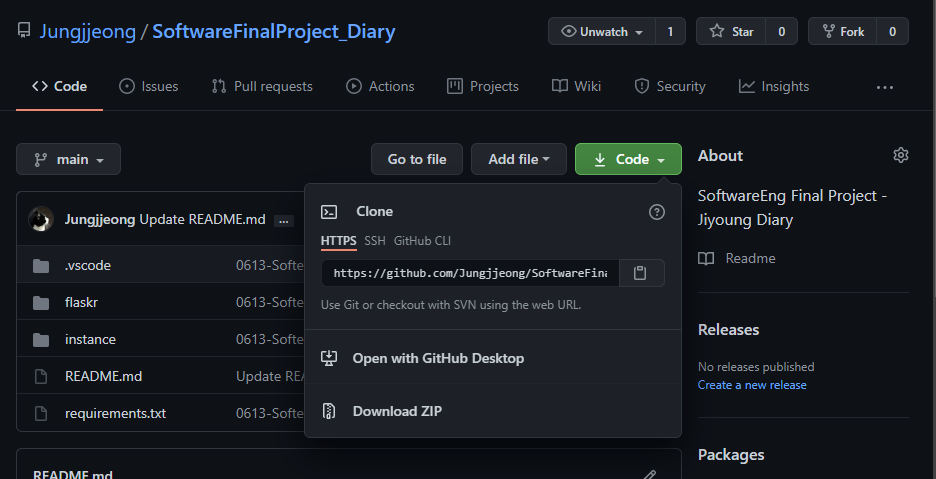 Jungjjeong / SoftwareFinalProject_Diary
Unwatch 1 Star 0 Fork 0
Code Issues Pull requests Actions Projects Wiki Security Insights ...
main Go to file Add file Code
Jungjjeong Update README.md ...
.vscode 0613-Softe
flaskr 0613-Softe
instance 0613-Softe
README.md Update REA
requirements.txt 0613-Softe
README.md
Clone
HTTPS SSH GitHub CLI
https://github.com/Jungjjeong/SoftwareFina
Use Git or checkout with SVN using the web URL.
Open with GitHub Desktop
Download ZIP
About
SoftwareEng Final Project -
Jiyoung Diary
Readme
Releases
No releases published
Create a new release
Packages